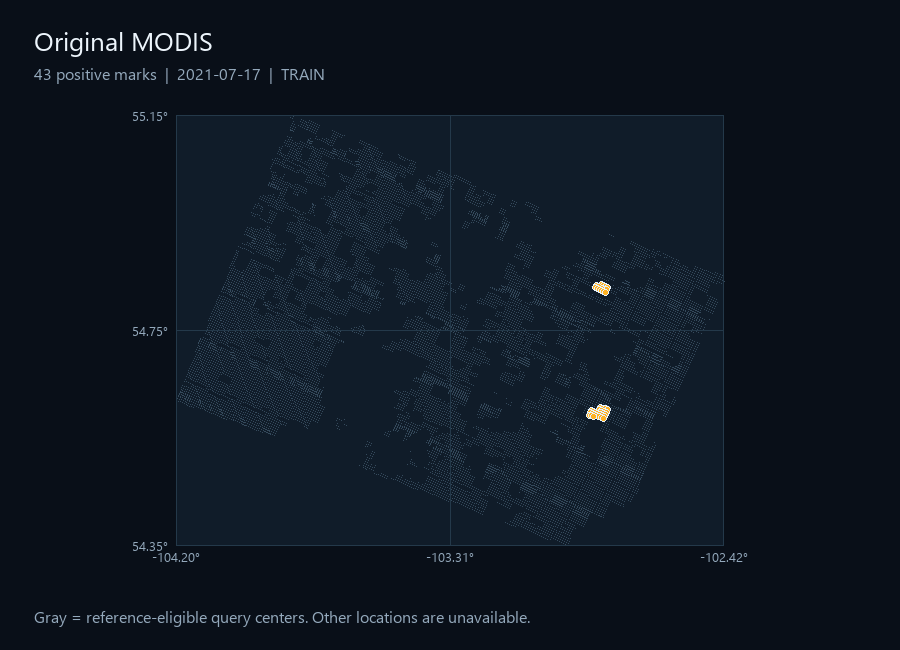 Original MODIS
43 positive marks | 2021-07-17 | TRAIN
55.15°
54.75°
54.35°
-104.20°
-103.31°
-102.42°
Gray = reference-eligible query centers. Other locations are unavailable.